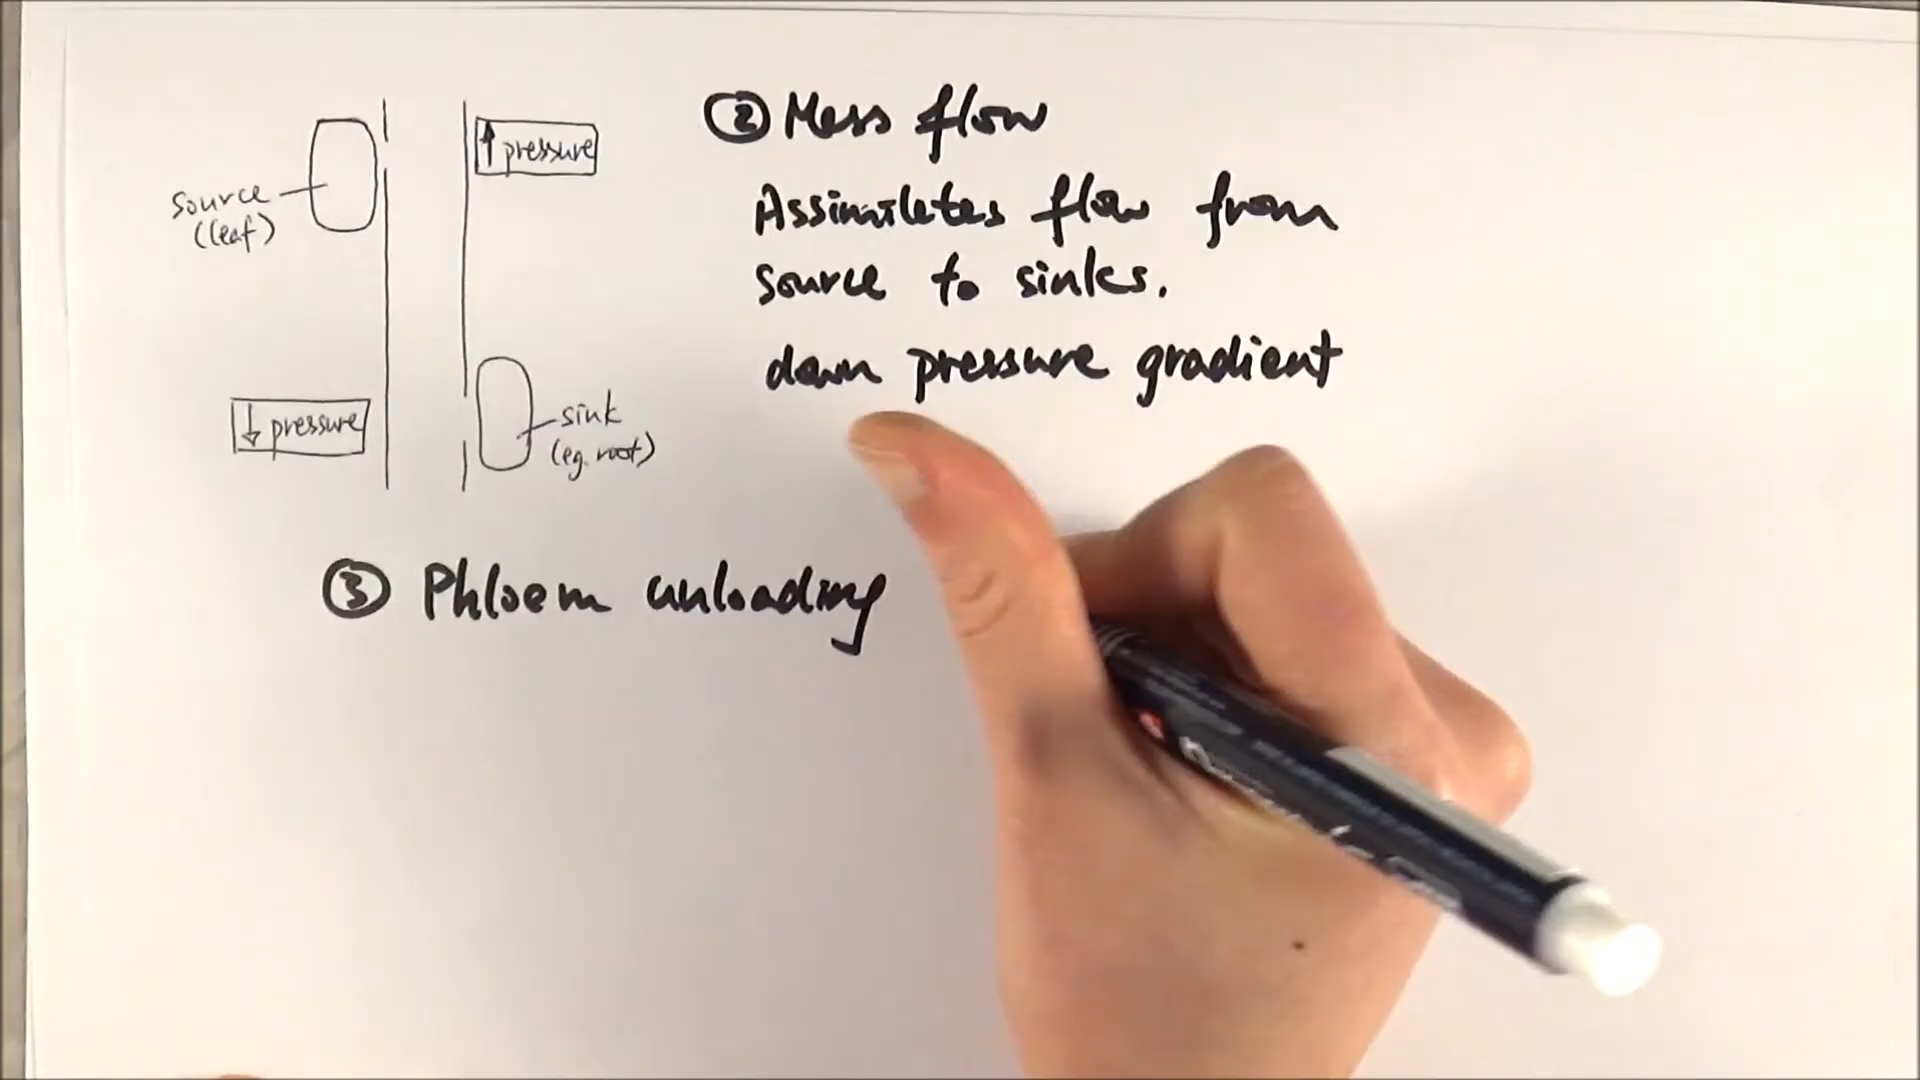 ↑ pressure
source
(leaf)
↓ pressure
sink
(eg. root)
② Mass flow
Assimilates flow from
source to sinks.
down pressure gradient
③ Phloem unloading